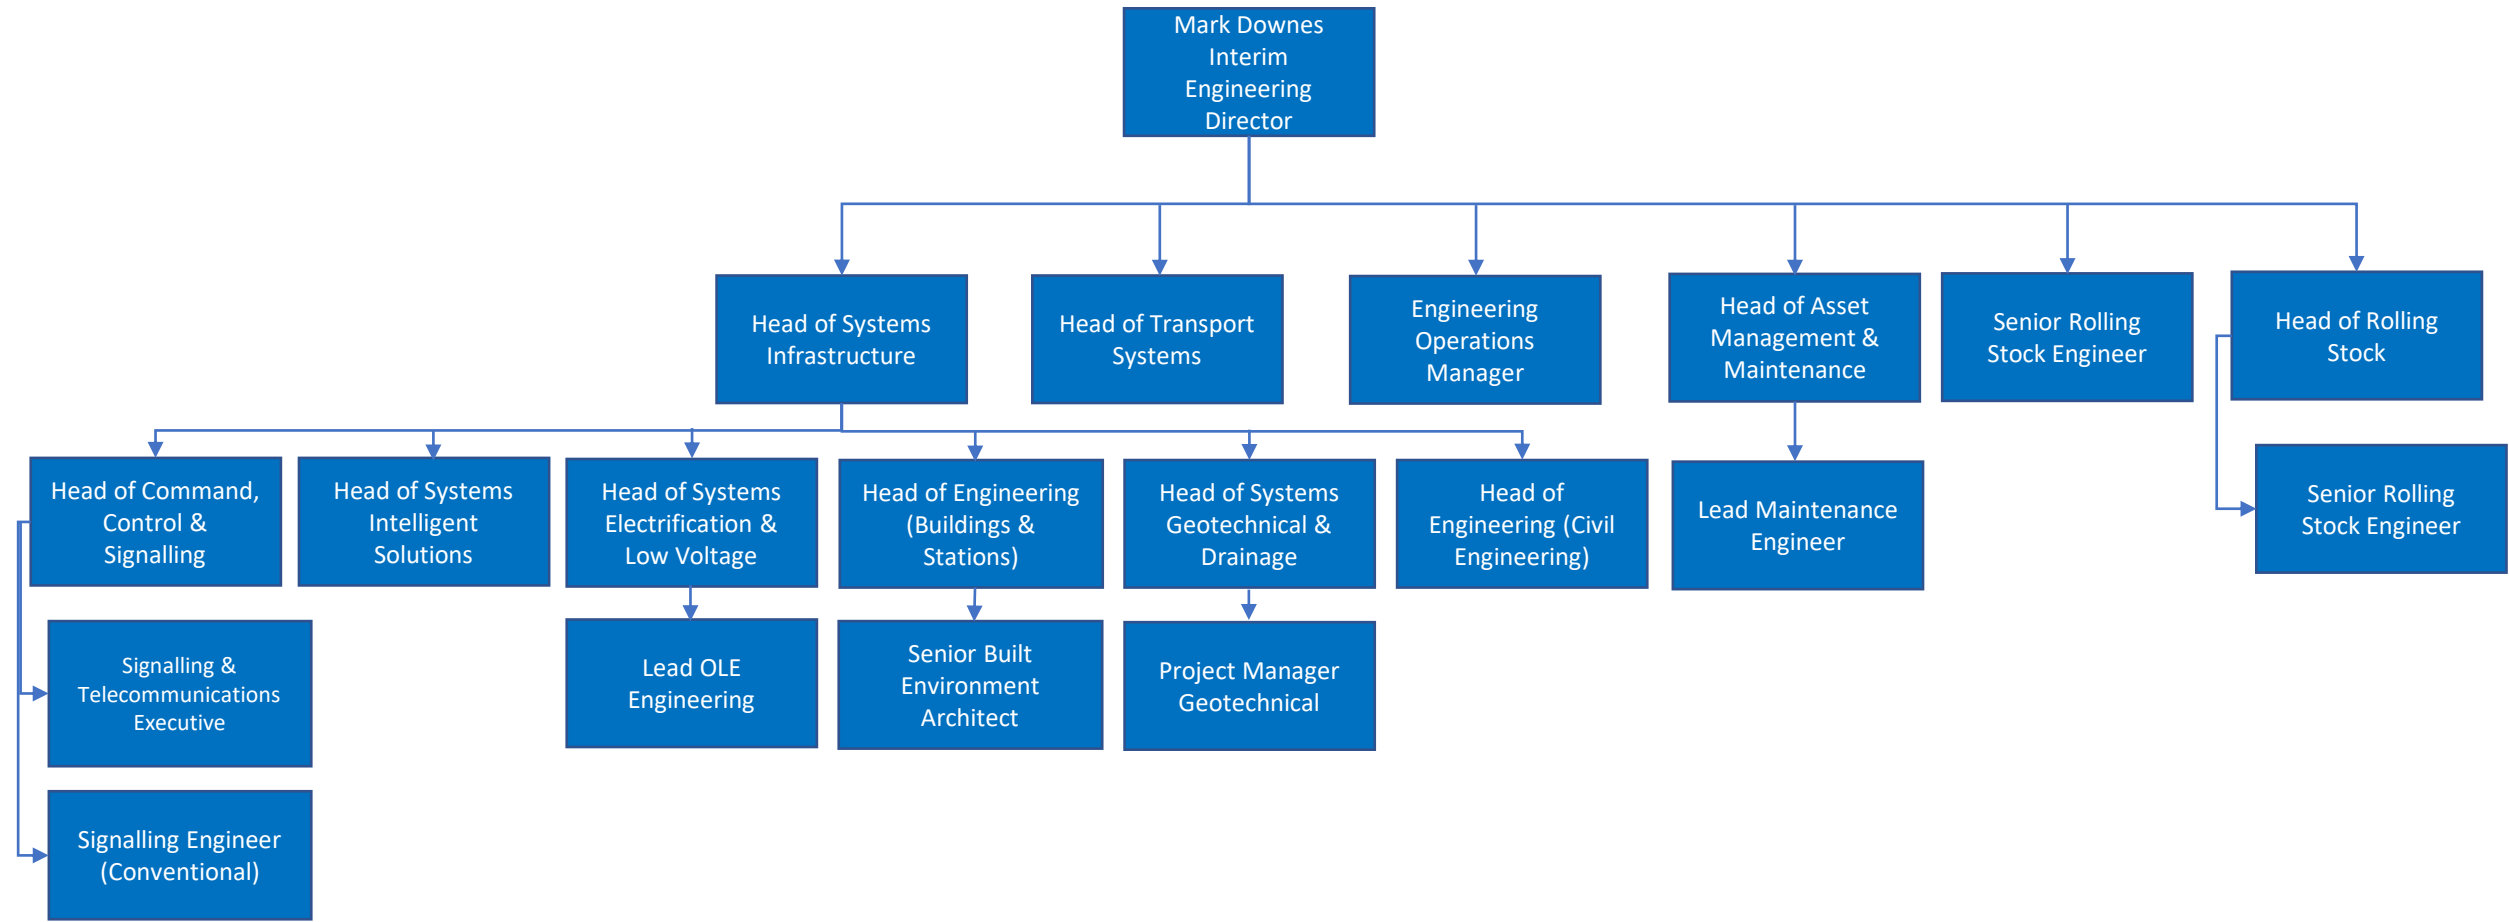 Mark Downes
Interim
Engineering
Director
Head of Systems
Infrastructure
Head of Transport
Systems
Engineering
Operations
Manager
Head of Asset
Management &
Maintenance
Senior Rolling
Stock Engineer
Head of Rolling
Stock
Head of Command,
Control &
Signalling
Head of Systems
Intelligent
Solutions
Head of Systems
Electrification &
Low Voltage
Head of Engineering
(Buildings &
Stations)
Head of Systems
Geotechnical &
Drainage
Head of
Engineering (Civil
Engineering)
Lead Maintenance
Engineer
Senior Rolling
Stock Engineer
Signalling &
Telecommunications
Executive
Lead OLE
Engineering
Senior Built
Environment
Architect
Project Manager
Geotechnical
Signalling Engineer
(Conventional)